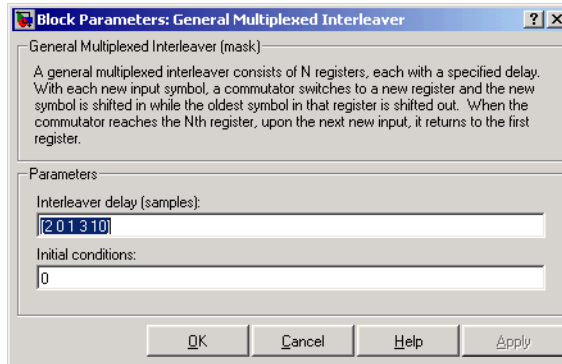 Block Parameters: General Multiplexed Interleaver
General Multiplexed Interleaver (mask)
A general multiplexed interleaver consists of N registers, each with a specified delay.
With each new input symbol, a commutator switches to a new register and the new
symbol is shifted in while the oldest symbol in that register is shifted out. When the
commutator reaches the Nth register, upon the next new input, it returns to the first
register.
Parameters
Interleaver delay (samples):
[2 0 1 3 10]
Initial conditions:
0
OK Cancel Help Apply